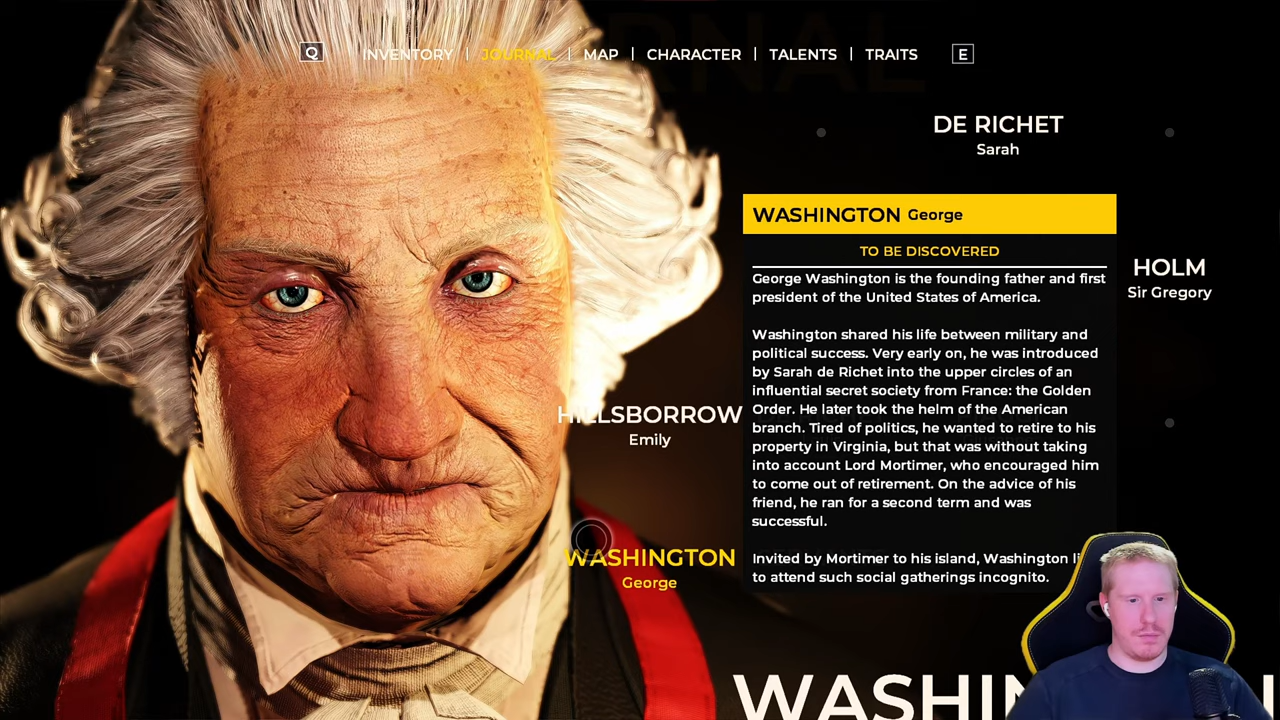 Q INVENTORY | JOURNAL | MAP | CHARACTER | TALENTS | TRAITS E
DE RICHET
Sarah
WASHINGTON George
TO BE DISCOVERED
George Washington is the founding father and first
president of the United States of America.
Washington shared his life between military and
political success. Very early on, he was introduced
by Sarah de Richet into the upper circles of an
influential secret society from France: the Golden
Order. He later took the helm of the American
branch. Tired of politics, he wanted to retire to his
property in Virginia, but that was without taking
into account Lord Mortimer, who encouraged him
to come out of retirement. On the advice of his
friend, he ran for a second term and was
successful.
Invited by Mortimer to his island, Washington
to attend such social gatherings incognito.
HOLM
Sir Gregory
HILLSBORROW
Emily
WASHINGTON
George